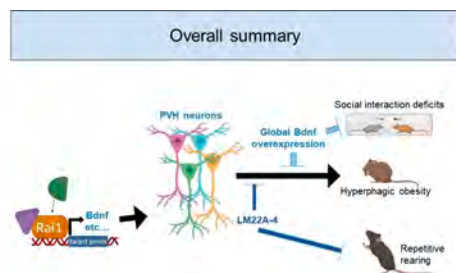 Overall summary
PVH neurons
Social interaction deficits
Global Bdnf
overexpression
Hyperphagic obesity
Rai1
Bdnf
etc...
target genes
LM22A-4
Repetitive
rearing